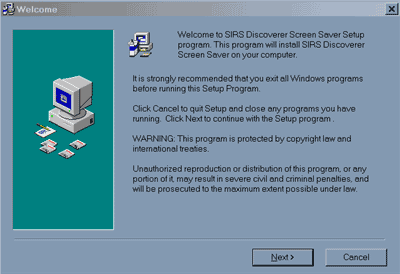 Welcome
Welcome to SIRS Discoverer Screen Saver Setup
program. This program will install SIRS Discoverer
Screen Saver on your computer.
It is strongly recommended that you exit all Windows programs
before running this Setup Program.
Click Cancel to quit Setup and close any programs you have
running. Click Next to continue with the Setup program .
WARNING: This program is protected by copyright law and
international treaties.
Unauthorized reproduction or distribution of this program, or any
portion of it, may result in severe civil and criminal penalties, and
will be prosecuted to the maximum extent possible under law.
Next >
Cancel